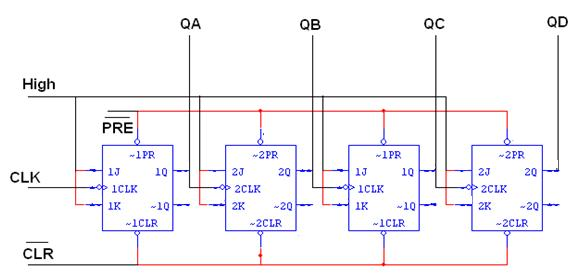 QA QB QC QD
High
PRE
~1PR ~2PR ~1PR ~2PR
1J 1Q 2J 2Q 1J 1Q 2J 2Q
CLK 1CLK 2CLK 1CLK 2CLK
1K ~1Q 2K ~2Q 1K ~1Q 2K ~2Q
~1CLR ~2CLR ~1CLR ~2CLR
CLR